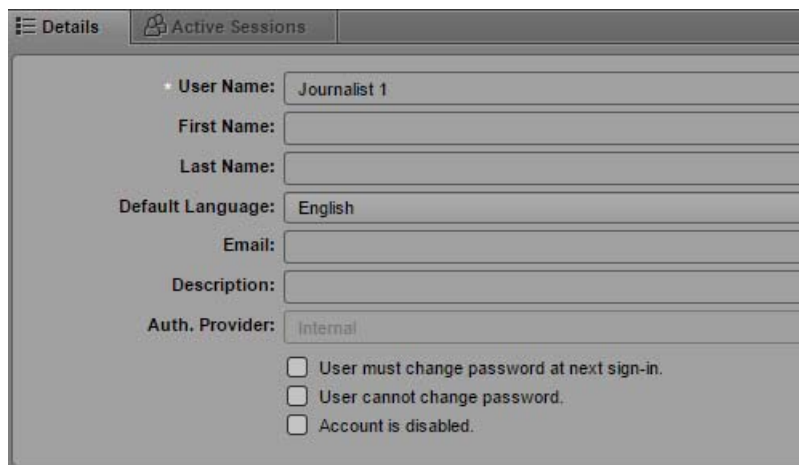 Details Active Sessions
* User Name: Journalist 1
First Name:
Last Name:
Default Language: English
Email:
Description:
Auth. Provider: Internal
User must change password at next sign-in.
User cannot change password.
Account is disabled.